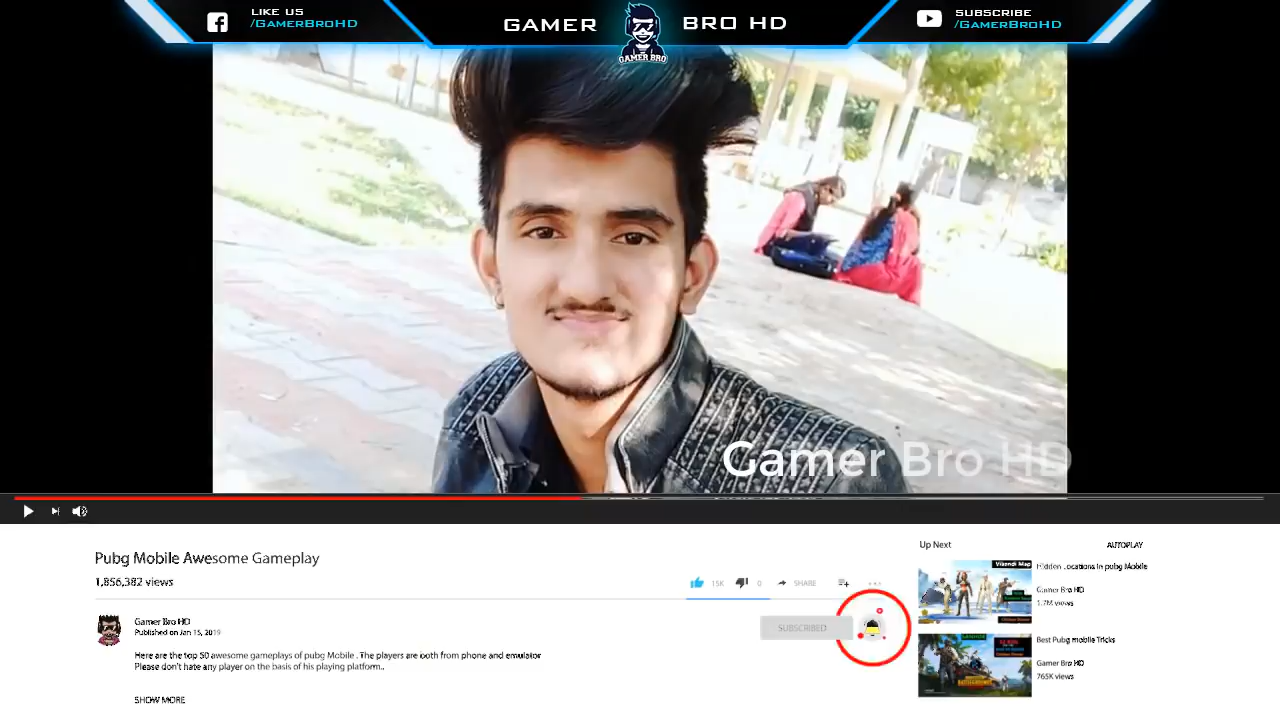 LIKE US
/GamerBroHD
GAMER
BRO HD
GAMER BRO
SUBSCRIBE
/GamerBroHD
Gamer Bro HD
Pubg Mobile Awesome Gameplay
1,856,382 views
15K
0
SHARE
Gamer Bro HD
Published on Jan 15, 2019
SUBSCRIBED
Here are the top 50 awesome gameplays of pubg Mobile . The players are both from phone and emulator
Please don't hate any player on the basis of his playing platform..
SHOW MORE
Up Next
AUTOPLAY
Vikendi Map
Hidden Locations in pubg Mobile
Gamer Bro HD
1.7M views
Best Pubg mobile Tricks
Gamer Bro HD
765K views